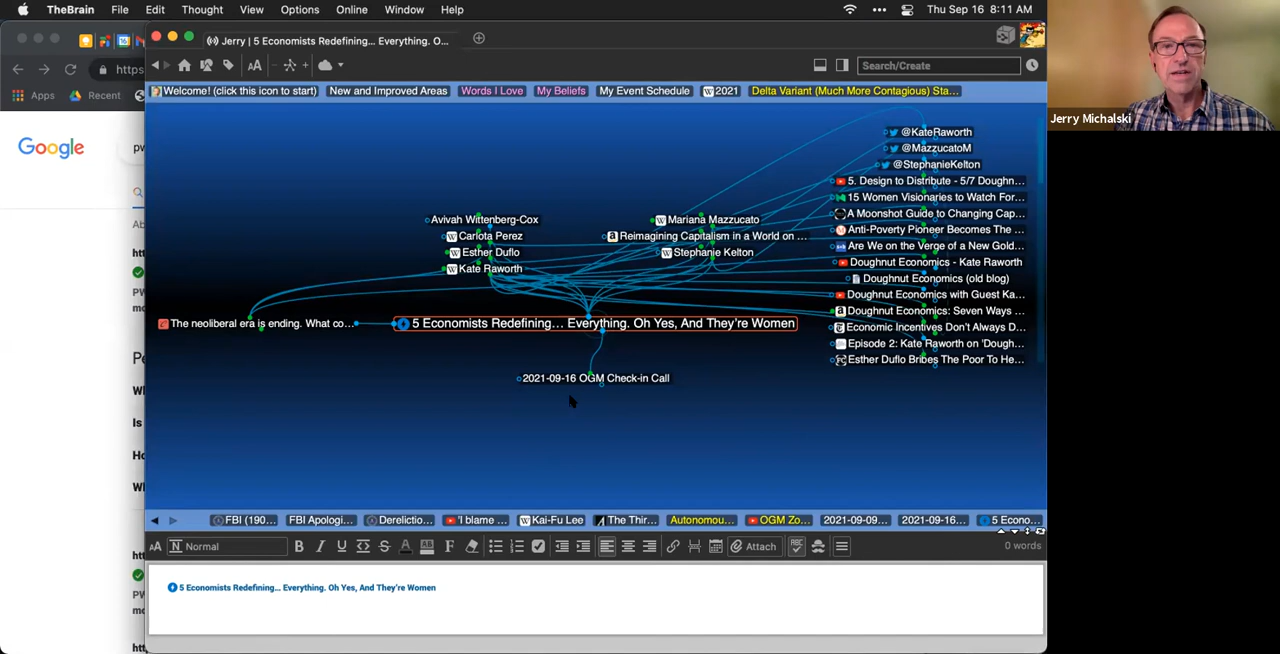 TheBrain File Edit Thought View Options Online Window Help Thu Sep 16 8:11 AM
Jerry | 5 Economists Redefining... Everything. O...
https
Search/Create
Apps Recent
Welcome! (click this icon to start) New and Improved Areas Words I Love My Beliefs My Event Schedule 2021 Delta Variant (Much More Contagious) Sta...
Jerry Michalski
Google
@KateRaworth
@MazzucatoM
@StephanieKelton
5. Design to Distribute - 5/7 Doughn...
15 Women Visionaries to Watch For...
A Moonshot Guide to Changing Cap...
Anti-Poverty Pioneer Becomes The ...
Are We on the Verge of a New Gold...
Doughnut Economics - Kate Raworth
Doughnut Economics (old blog)
Doughnut Economics with Guest Ka...
Doughnut Economics: Seven Ways ...
Economic Incentives Don't Always D...
Episode 2: Kate Raworth on 'Dough...
Esther Duflo Bribes The Poor To He...
Avivah Wittenberg-Cox
Carlota Perez
Esther Duflo
Kate Raworth
Mariana Mazzucato
Reimagining Capitalism in a World on ...
Stephanie Kelton
The neoliberal era is ending. What co...
5 Economists Redefining... Everything. Oh Yes, And They're Women
2021-09-16 OGM Check-in Call
FBI (190... FBI Apologi... Derelictio... 'I blame ... Kai-Fu Lee The Thir... Autonomou... OGM Zo... 2021-09-09... 2021-09-16... 5 Econo...
Normal
Attach
0 words
5 Economists Redefining... Everything. Oh Yes, And They're Women